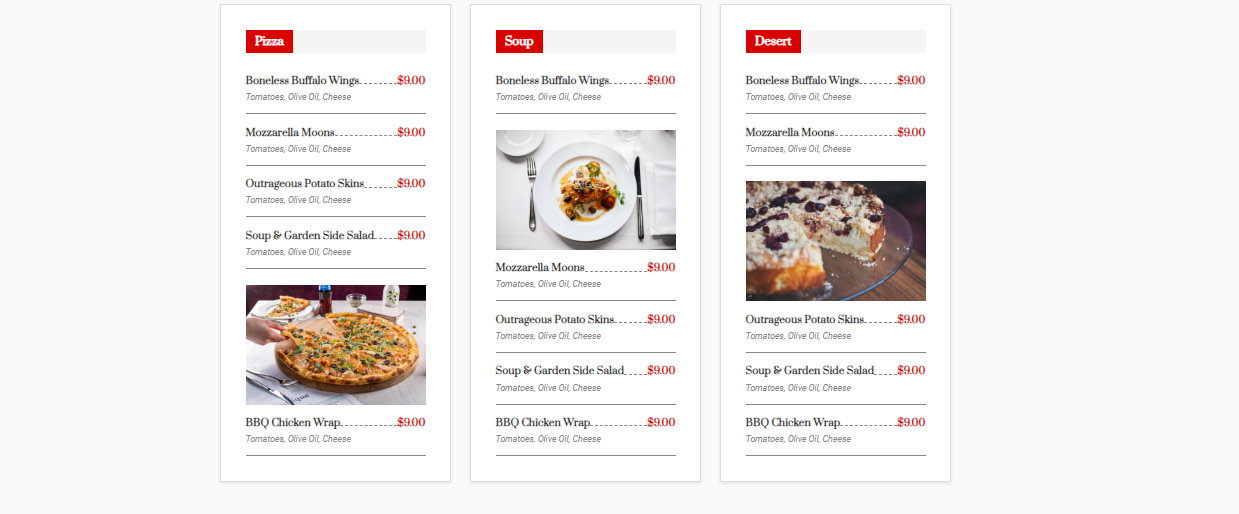 Pizza
Boneless Buffalo Wings $9.00
Tomatoes, Olive Oil, Cheese
Mozzarella Moons $9.00
Tomatoes, Olive Oil, Cheese
Outrageous Potato Skins $9.00
Tomatoes, Olive Oil, Cheese
Soup & Garden Side Salad $9.00
Tomatoes, Olive Oil, Cheese
BBQ Chicken Wrap $9.00
Tomatoes, Olive Oil, Cheese
Soup
Boneless Buffalo Wings $9.00
Tomatoes, Olive Oil, Cheese
Mozzarella Moons $9.00
Tomatoes, Olive Oil, Cheese
Outrageous Potato Skins $9.00
Tomatoes, Olive Oil, Cheese
Soup & Garden Side Salad $9.00
Tomatoes, Olive Oil, Cheese
BBQ Chicken Wrap $9.00
Tomatoes, Olive Oil, Cheese
Desert
Boneless Buffalo Wings $9.00
Tomatoes, Olive Oil, Cheese
Mozzarella Moons $9.00
Tomatoes, Olive Oil, Cheese
Outrageous Potato Skins $9.00
Tomatoes, Olive Oil, Cheese
Soup & Garden Side Salad $9.00
Tomatoes, Olive Oil, Cheese
BBQ Chicken Wrap $9.00
Tomatoes, Olive Oil, Cheese